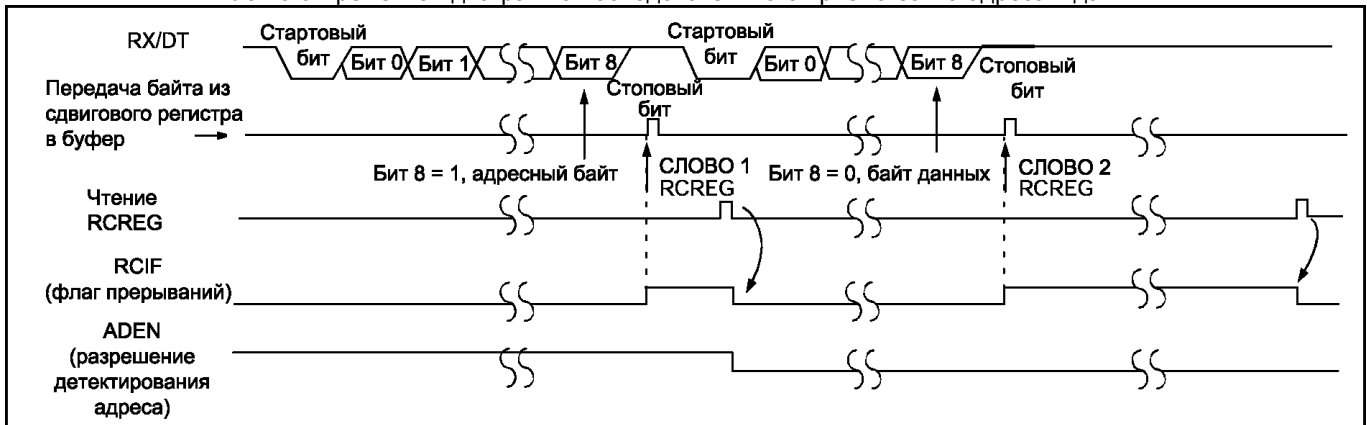 RX/DT
Стартовый
бит
Бит 0
Бит 1
Бит 8
Стоповый
бит
Стартовый
бит
Бит 0
Бит 8
Стоповый
бит
Передача байта из
сдвигового регистра
в буфер
Бит 8 = 1, адресный байт
СЛОВО 1
RCREG
Бит 8 = 0, байт данных
СЛОВО 2
RCREG
Чтение
RCREG
RCIF
(флаг прерываний)
ADEN
(разрешение
детектирования
адреса)